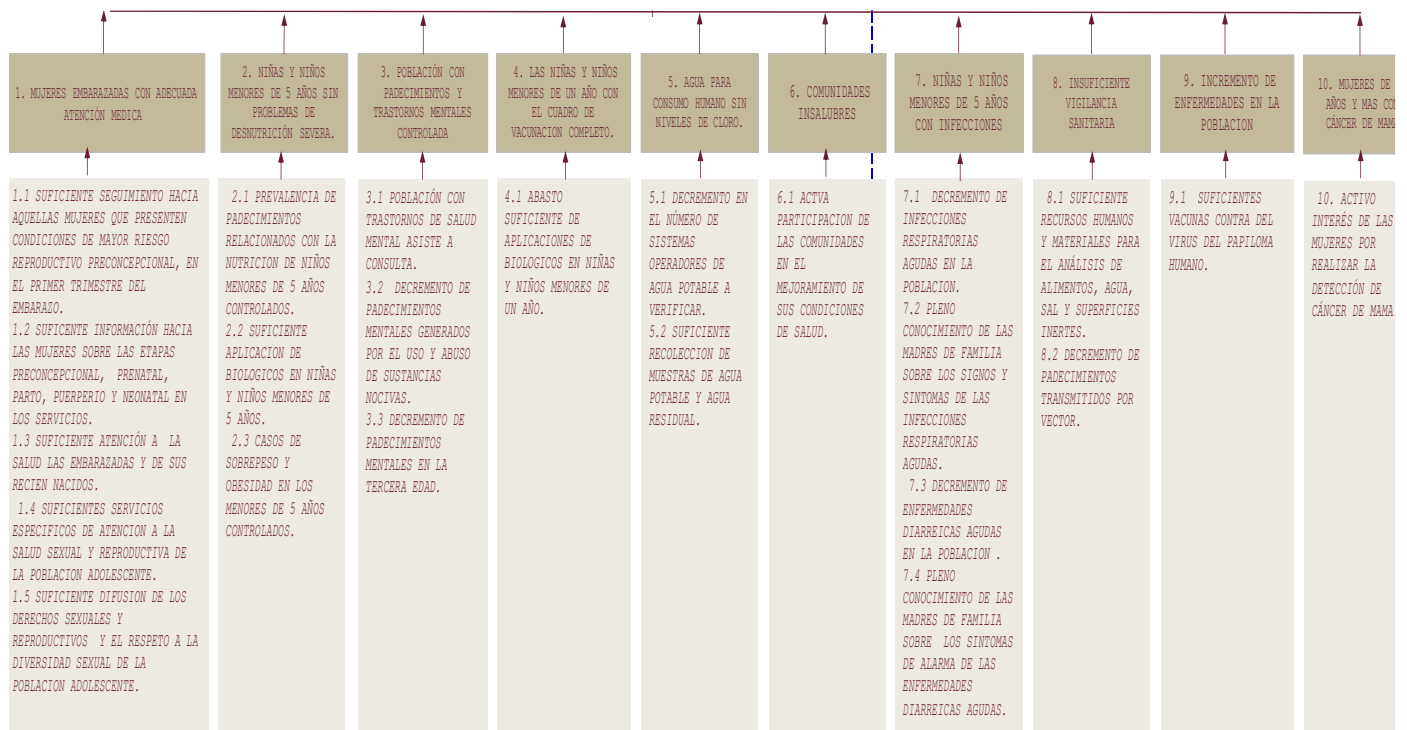 1. MUJERES EMBARAZADAS CON ADECUADA
ATENCIÓN MEDICA
2. NIÑAS Y NIÑOS
MENORES DE 5 AÑOS SIN
PROBLEMAS DE
DESNUTRICIÓN SEVERA.
3. POBLACIÓN CON
PADECIMIENTOS Y
TRASTORNOS MENTALES
CONTROLADA
4. LAS NIÑAS Y NIÑOS
MENORES DE UN AÑO CON
EL CUADRO DE
VACUNACION COMPLETO.
5. AGUA PARA
CONSUMO HUMANO SIN
NIVELES DE CLORO.
6. COMUNIDADES
INSALUBRES
7. NIÑAS Y NIÑOS
MENORES DE 5 AÑOS
CON INFECCIONES
8. INSUFICIENTE
VIGILANCIA
SANITARIA
9. INCREMENTO DE
ENFERMEDADES EN LA
POBLACION
10. MUJERES DE
AÑOS Y MAS CON
CÁNCER DE MAMA
1.1 SUFICIENTE SEGUIMIENTO HACIA
AQUELLAS MUJERES QUE PRESENTEN
CONDICIONES DE MAYOR RIESGO
REPRODUCTIVO PRECONCEPCIONAL, EN
EL PRIMER TRIMESTRE DEL
EMBARAZO.
1.2 SUFICENTE INFORMACIÓN HACIA
LAS MUJERES SOBRE LAS ETAPAS
PRECONCEPCIONAL, PRENATAL,
PARTO, PUERPERIO Y NEONATAL EN
LOS SERVICIOS.
1.3 SUFICIENTE ATENCIÓN A LA
SALUD LAS EMBARAZADAS Y DE SUS
RECIEN NACIDOS.
1.4 SUFICIENTES SERVICIOS
ESPECIFICOS DE ATENCION A LA
SALUD SEXUAL Y REPRODUCTIVA DE
LA POBLACION ADOLESCENTE.
1.5 SUFICIENTE DIFUSION DE LOS
DERECHOS SEXUALES Y
REPRODUCTIVOS Y EL RESPETO A LA
DIVERSIDAD SEXUAL DE LA
POBLACION ADOLESCENTE.
2.1 PREVALENCIA DE
PADECIMIENTOS
RELACIONADOS CON LA
NUTRICION DE NIÑOS
MENORES DE 5 AÑOS
CONTROLADOS.
2.2 SUFICIENTE
APLICACION DE
BIOLOGICOS EN NIÑAS
Y NIÑOS MENORES DE
5 AÑOS.
2.3 CASOS DE
SOBREPESO Y
OBESIDAD EN LOS
MENORES DE 5 AÑOS
CONTROLADOS.
3.1 POBLACIÓN CON
TRASTORNOS DE SALUD
MENTAL ASISTE A
CONSULTA.
3.2 DECREMENTO DE
PADECIMIENTOS
MENTALES GENERADOS
POR EL USO Y ABUSO
DE SUSTANCIAS
NOCIVAS.
3.3 DECREMENTO DE
PADECIMIENTOS
MENTALES EN LA
TERCERA EDAD.
4.1 ABASTO
SUFICIENTE DE
APLICACIONES DE
BIOLOGICOS EN NIÑAS
Y NIÑOS MENORES DE
UN AÑO.
5.1 DECREMENTO EN
EL NÚMERO DE
SISTEMAS
OPERADORES DE
AGUA POTABLE A
VERIFICAR.
5.2 SUFICIENTE
RECOLECCION DE
MUESTRAS DE AGUA
POTABLE Y AGUA
RESIDUAL.
6.1 ACTVA
PARTICIPACION DE
LAS COMUNIDADES
EN EL
MEJORAMIENTO DE
SUS CONDICIONES
DE SALUD.
7.1 DECREMENTO DE
INFECCIONES
RESPIRATORIAS
AGUDAS EN LA
POBLACION.
7.2 PLENO
CONOCIMIENTO DE LAS
MADRES DE FAMILIA
SOBRE LOS SIGNOS Y
SINTOMAS DE LAS
INFECCIONES
RESPIRATORIAS
AGUDAS.
7.3 DECREMENTO DE
ENFERMEDADES
DIARREICAS AGUDAS
EN LA POBLACION .
7.4 PLENO
CONOCIMIENTO DE LAS
MADRES DE FAMILIA
SOBRE LOS SINTOMAS
DE ALARMA DE LAS
ENFERMEDADES
DIARREICAS AGUDAS.
8.1 SUFICIENTE
RECURSOS HUMANOS
Y MATERIALES PARA
EL ANÁLISIS DE
ALIMENTOS, AGUA,
SAL Y SUPERFICIES
INERTES.
8.2 DECREMENTO DE
PADECIMIENTOS
TRANSMITIDOS POR
VECTOR.
9.1 SUFICIENTES
VACUNAS CONTRA DEL
VIRUS DEL PAPILOMA
HUMANO.
10. ACTIVO
INTERÉS DE LAS
MUJERES POR
REALIZAR LA
DETECCIÓN DE
CÁNCER DE MAMA